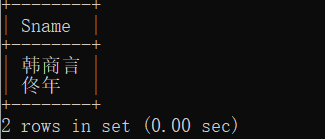 +--------+
| Sname  |
+--------+
| 韩商言 |
| 佟年   |
+--------+
2 rows in set (0.00 sec)